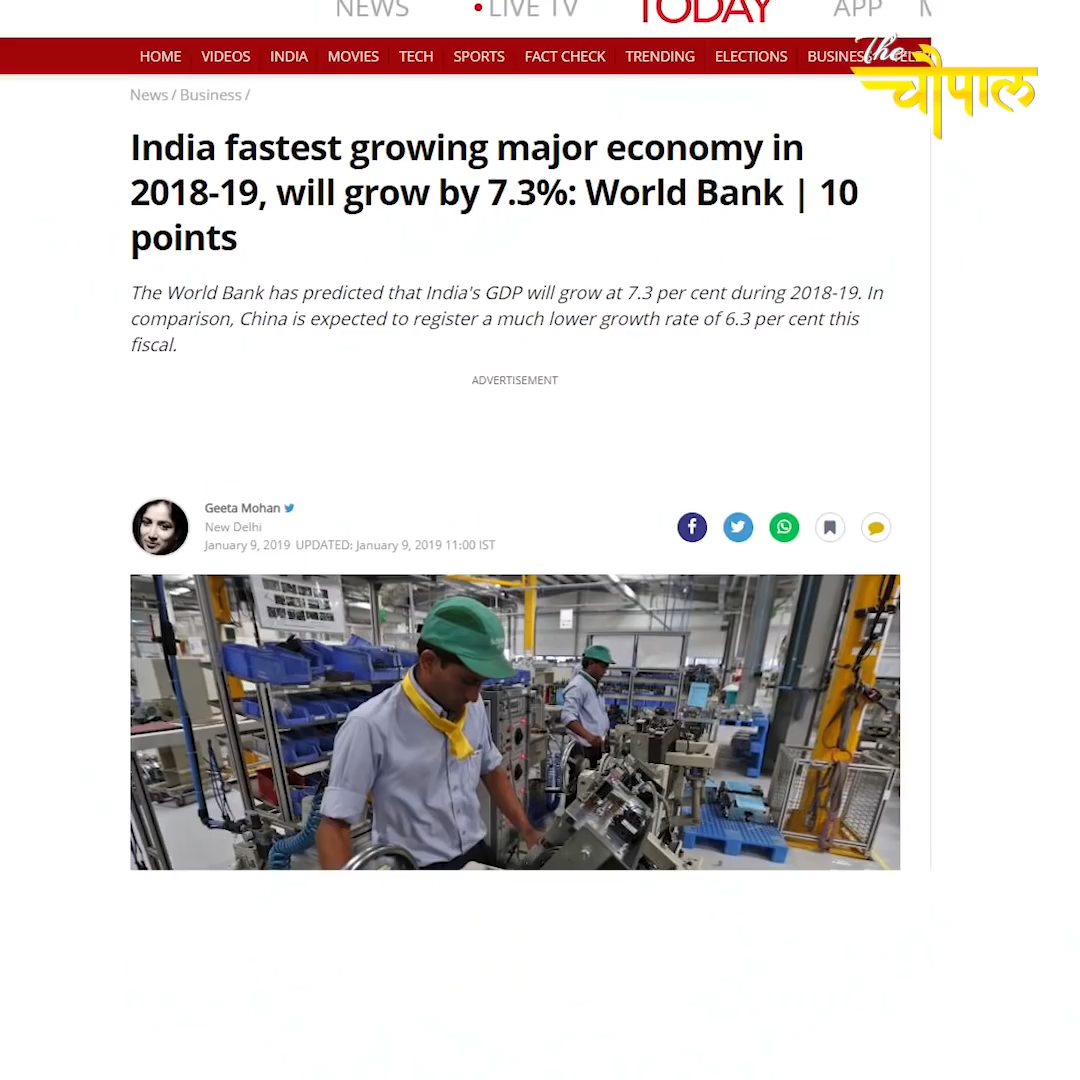 NEWS LIVE TV TODAY APP
HOME VIDEOS INDIA MOVIES TECH SPORTS FACT CHECK TRENDING ELECTIONS BUSINESS
The
चौपाल
News / Business /
India fastest growing major economy in
2018-19, will grow by 7.3%: World Bank | 10
points
The World Bank has predicted that India's GDP will grow at 7.3 per cent during 2018-19. In
comparison, China is expected to register a much lower growth rate of 6.3 per cent this
fiscal.
ADVERTISEMENT
Geeta Mohan
New Delhi
January 9, 2019 UPDATED: January 9, 2019 11:00 IST